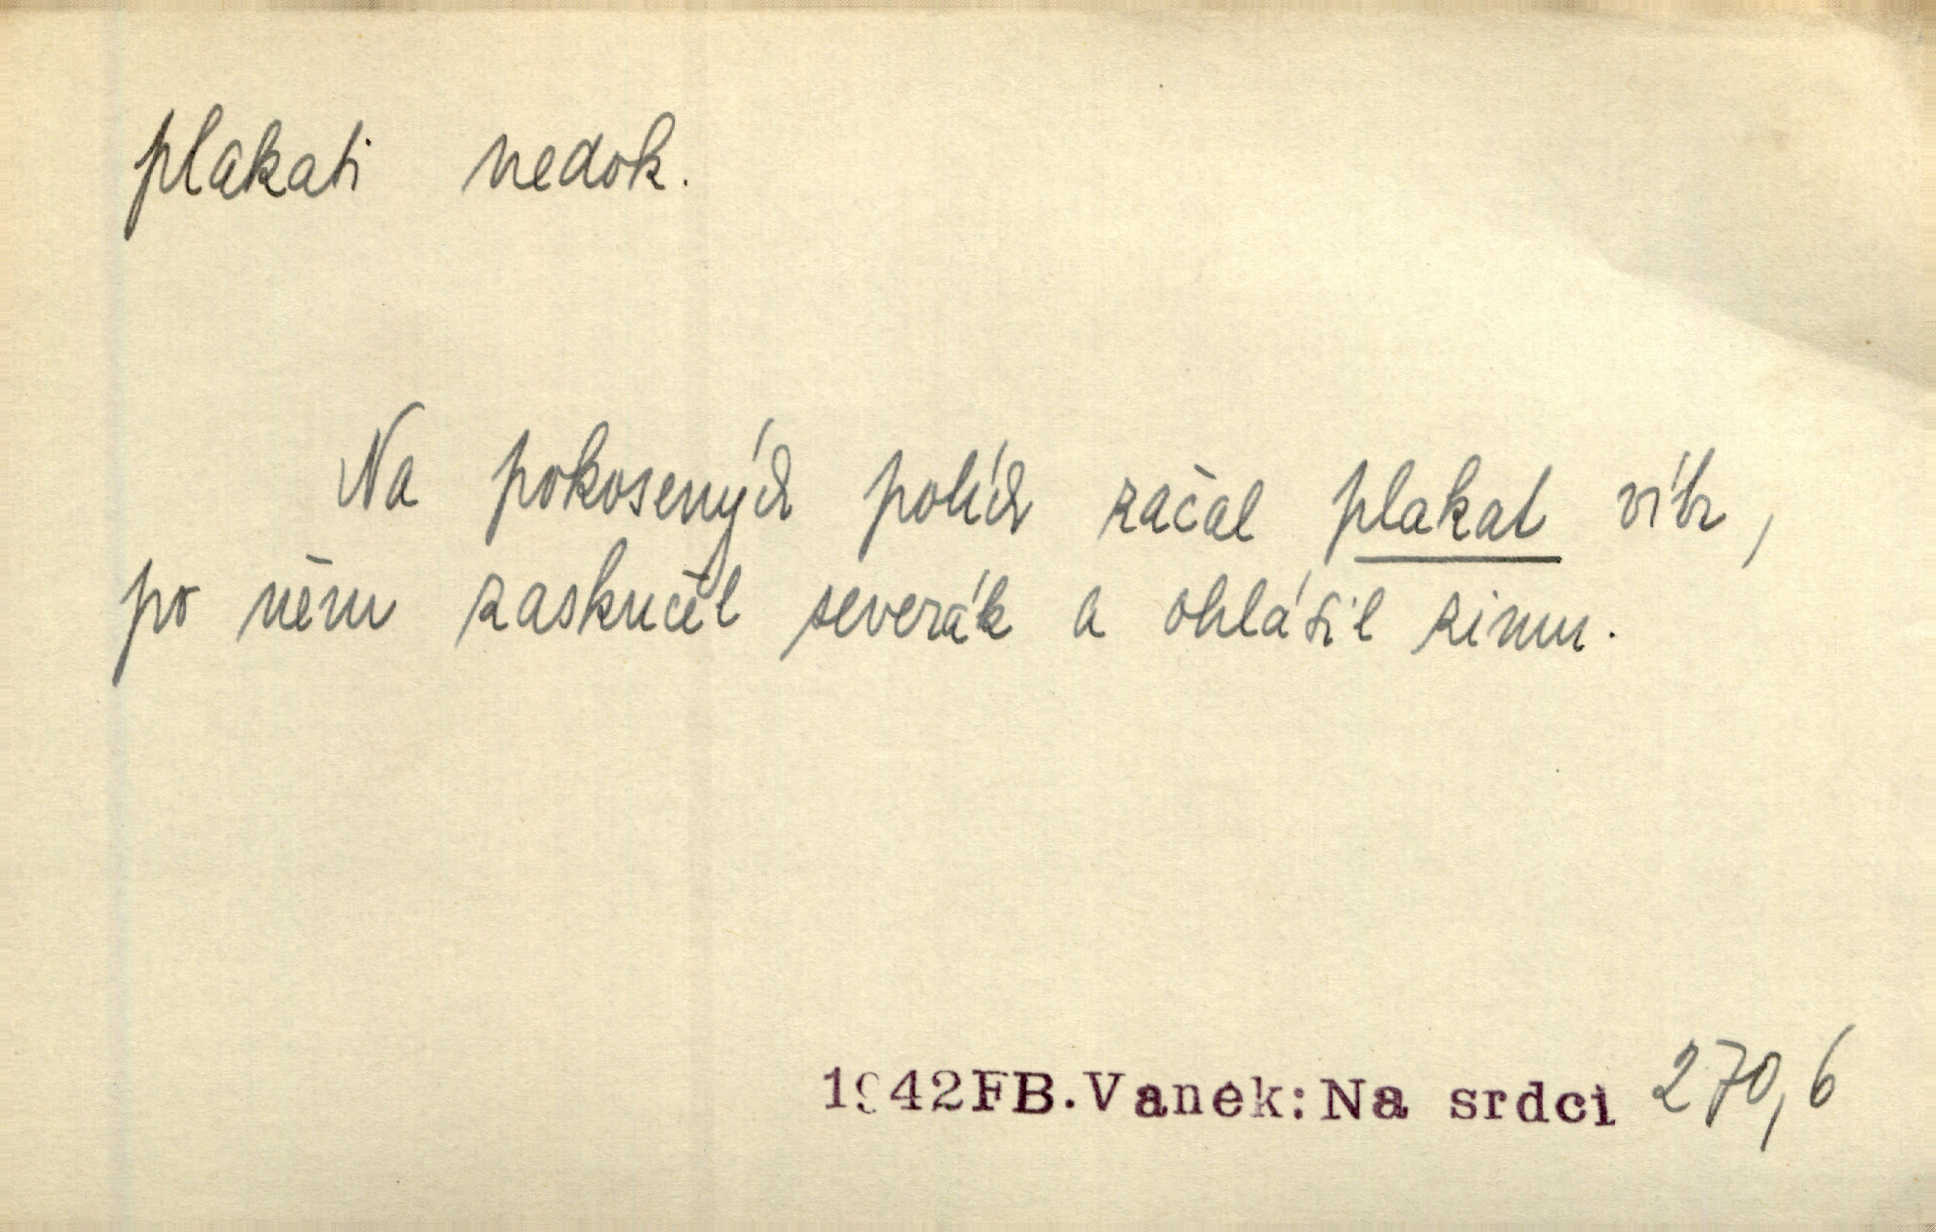 plakati nedok.
Na pokosených polích začal plakat vítr,
po něm zaskučel severák a ohlásil zimu.
1942FB.Vanek:Na srdci 270,6